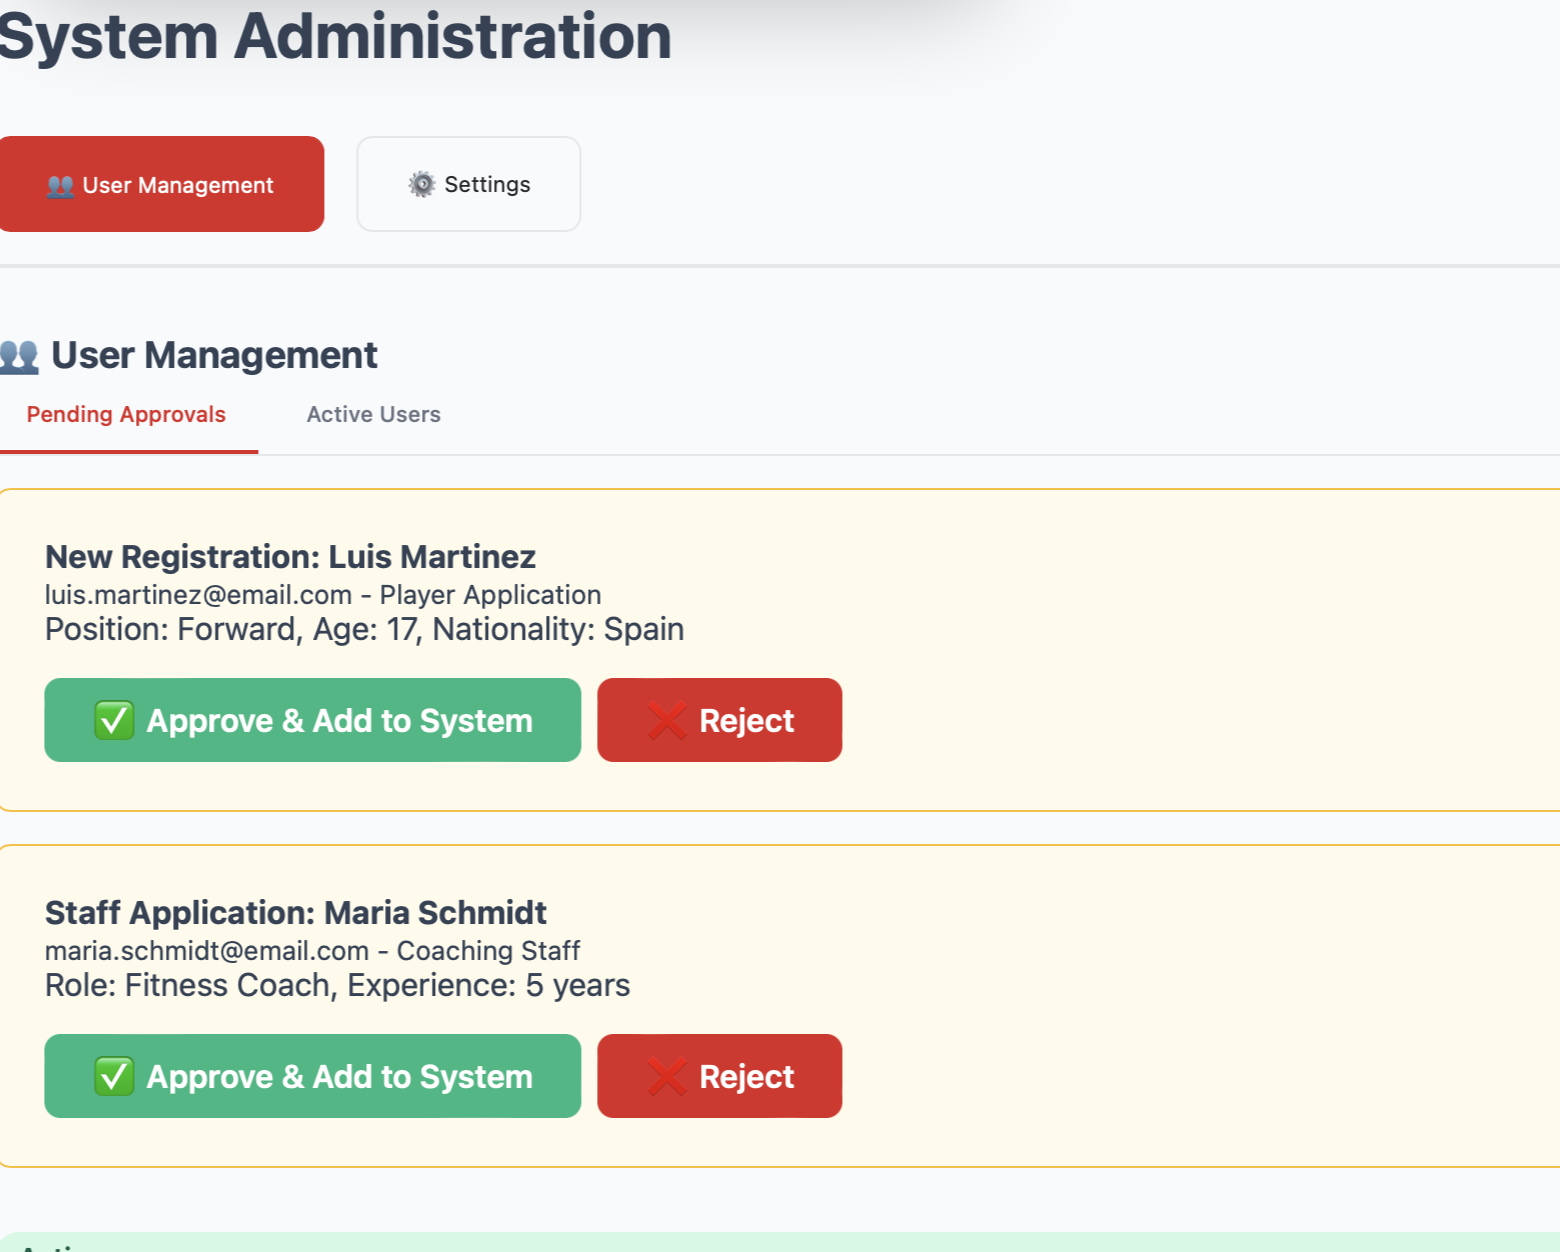 System Administration
👥 User Management
⚙️ Settings
👥 User Management
Pending Approvals
Active Users
New Registration: Luis Martinez
luis.martinez@email.com - Player Application
Position: Forward, Age: 17, Nationality: Spain
✅ Approve & Add to System
❌ Reject
Staff Application: Maria Schmidt
maria.schmidt@email.com - Coaching Staff
Role: Fitness Coach, Experience: 5 years
✅ Approve & Add to System
❌ Reject